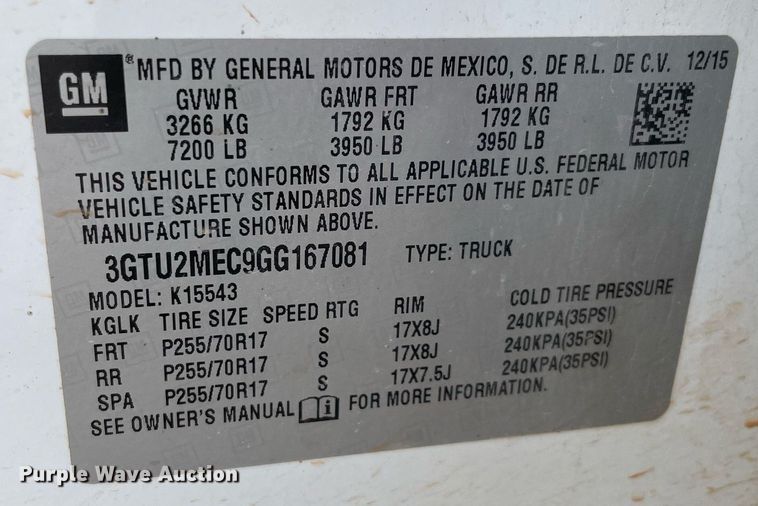 GM ® MFD BY GENERAL MOTORS DE MEXICO, S. DE R.L. DE C.V. 12/15
GVWR GAWR FRT GAWR RR
3266 KG 1792 KG 1792 KG
7200 LB 3950 LB 3950 LB
THIS VEHICLE CONFORMS TO ALL APPLICABLE U.S. FEDERAL MOTOR
VEHICLE SAFETY STANDARDS IN EFFECT ON THE DATE OF
MANUFACTURE SHOWN ABOVE.
3GTU2MEC9GG167081 TYPE: TRUCK
MODEL: K15543
KGLK TIRE SIZE SPEED RTG RIM COLD TIRE PRESSURE
FRT P255/70R17 S 17X8J 240KPA(35PSI)
RR P255/70R17 S 17X8J 240KPA(35PSI)
SPA P255/70R17 S 17X7.5J 240KPA(35PSI)
SEE OWNER'S MANUAL i FOR MORE INFORMATION.
Purple Wave Auction